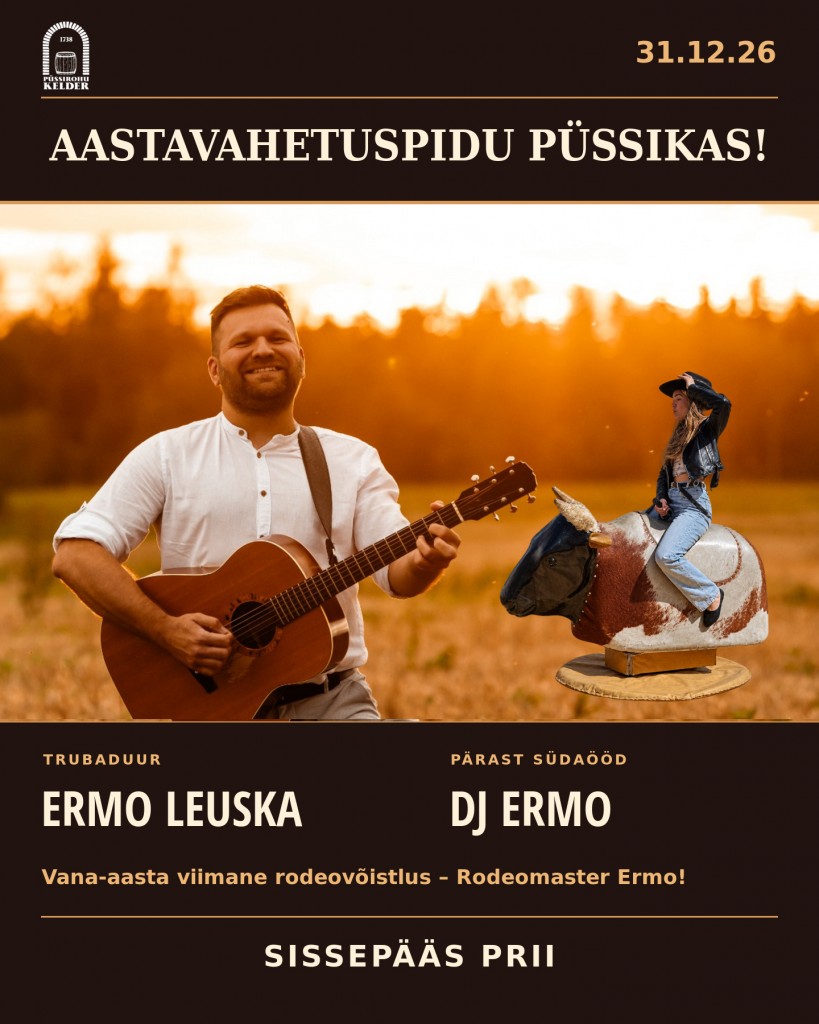 1738
PÜSSIROHU
KELDER
31.12.26
AASTAVAHETUSPIDU PÜSSIKAS!
TRUBADUUR
ERMO LEUSKA
PÄRAST SÜDAÖÖD
DJ ERMO
Vana-aasta viimane rodeovõistlus – Rodeomaster Ermo!
SISSEPÄÄS PRII